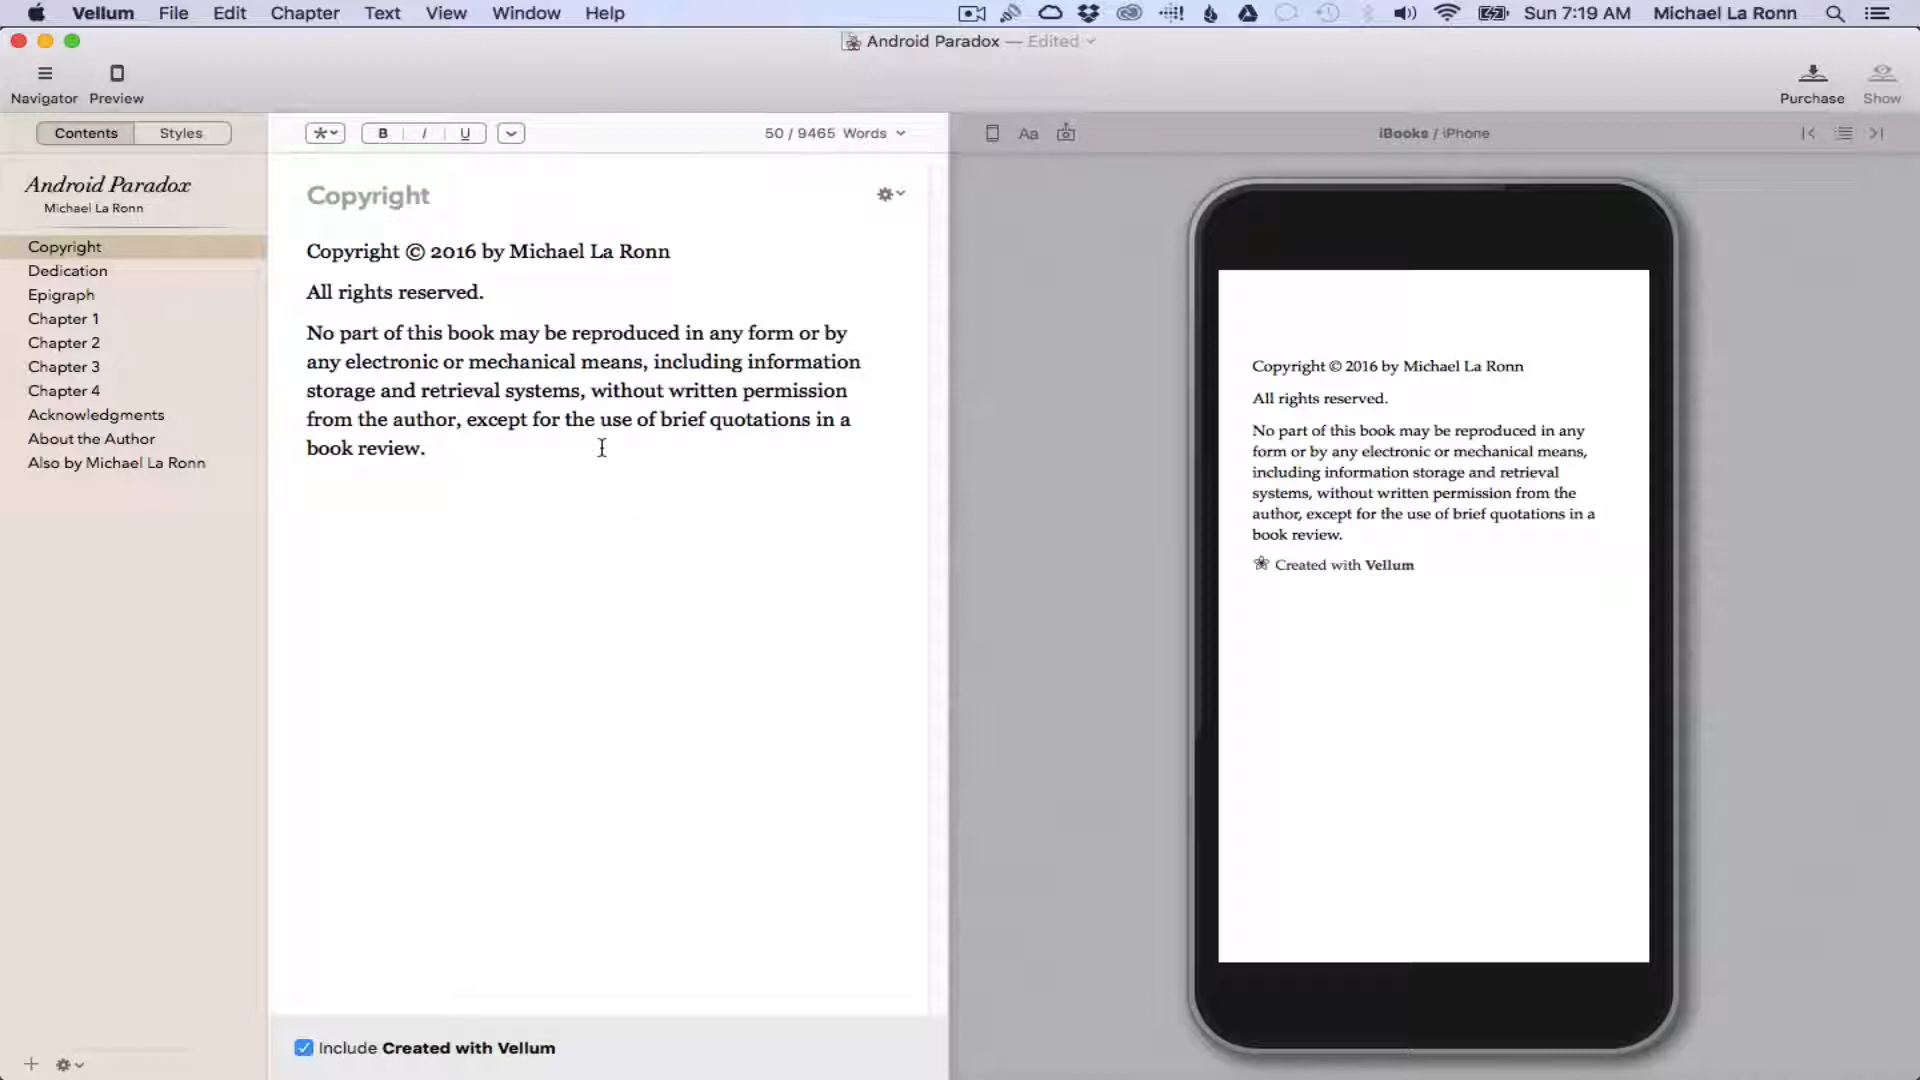 Vellum File Edit Chapter Text View Window Help Sun 7:19 AM Michael La Ronn
Android Paradox — Edited
Navigator Preview Purchase Show
Contents Styles B I U 50 / 9465 Words Aa iBooks / iPhone
Android Paradox
Michael La Ronn
Copyright
Dedication
Epigraph
Chapter 1
Chapter 2
Chapter 3
Chapter 4
Acknowledgments
About the Author
Also by Michael La Ronn
Copyright
Copyright © 2016 by Michael La Ronn
All rights reserved.
No part of this book may be reproduced in any form or by
any electronic or mechanical means, including information
storage and retrieval systems, without written permission
from the author, except for the use of brief quotations in a
book review.
Include Created with Vellum
Copyright © 2016 by Michael La Ronn
All rights reserved.
No part of this book may be reproduced in any
form or by any electronic or mechanical means,
including information storage and retrieval
systems, without written permission from the
author, except for the use of brief quotations in a
book review.
Created with Vellum